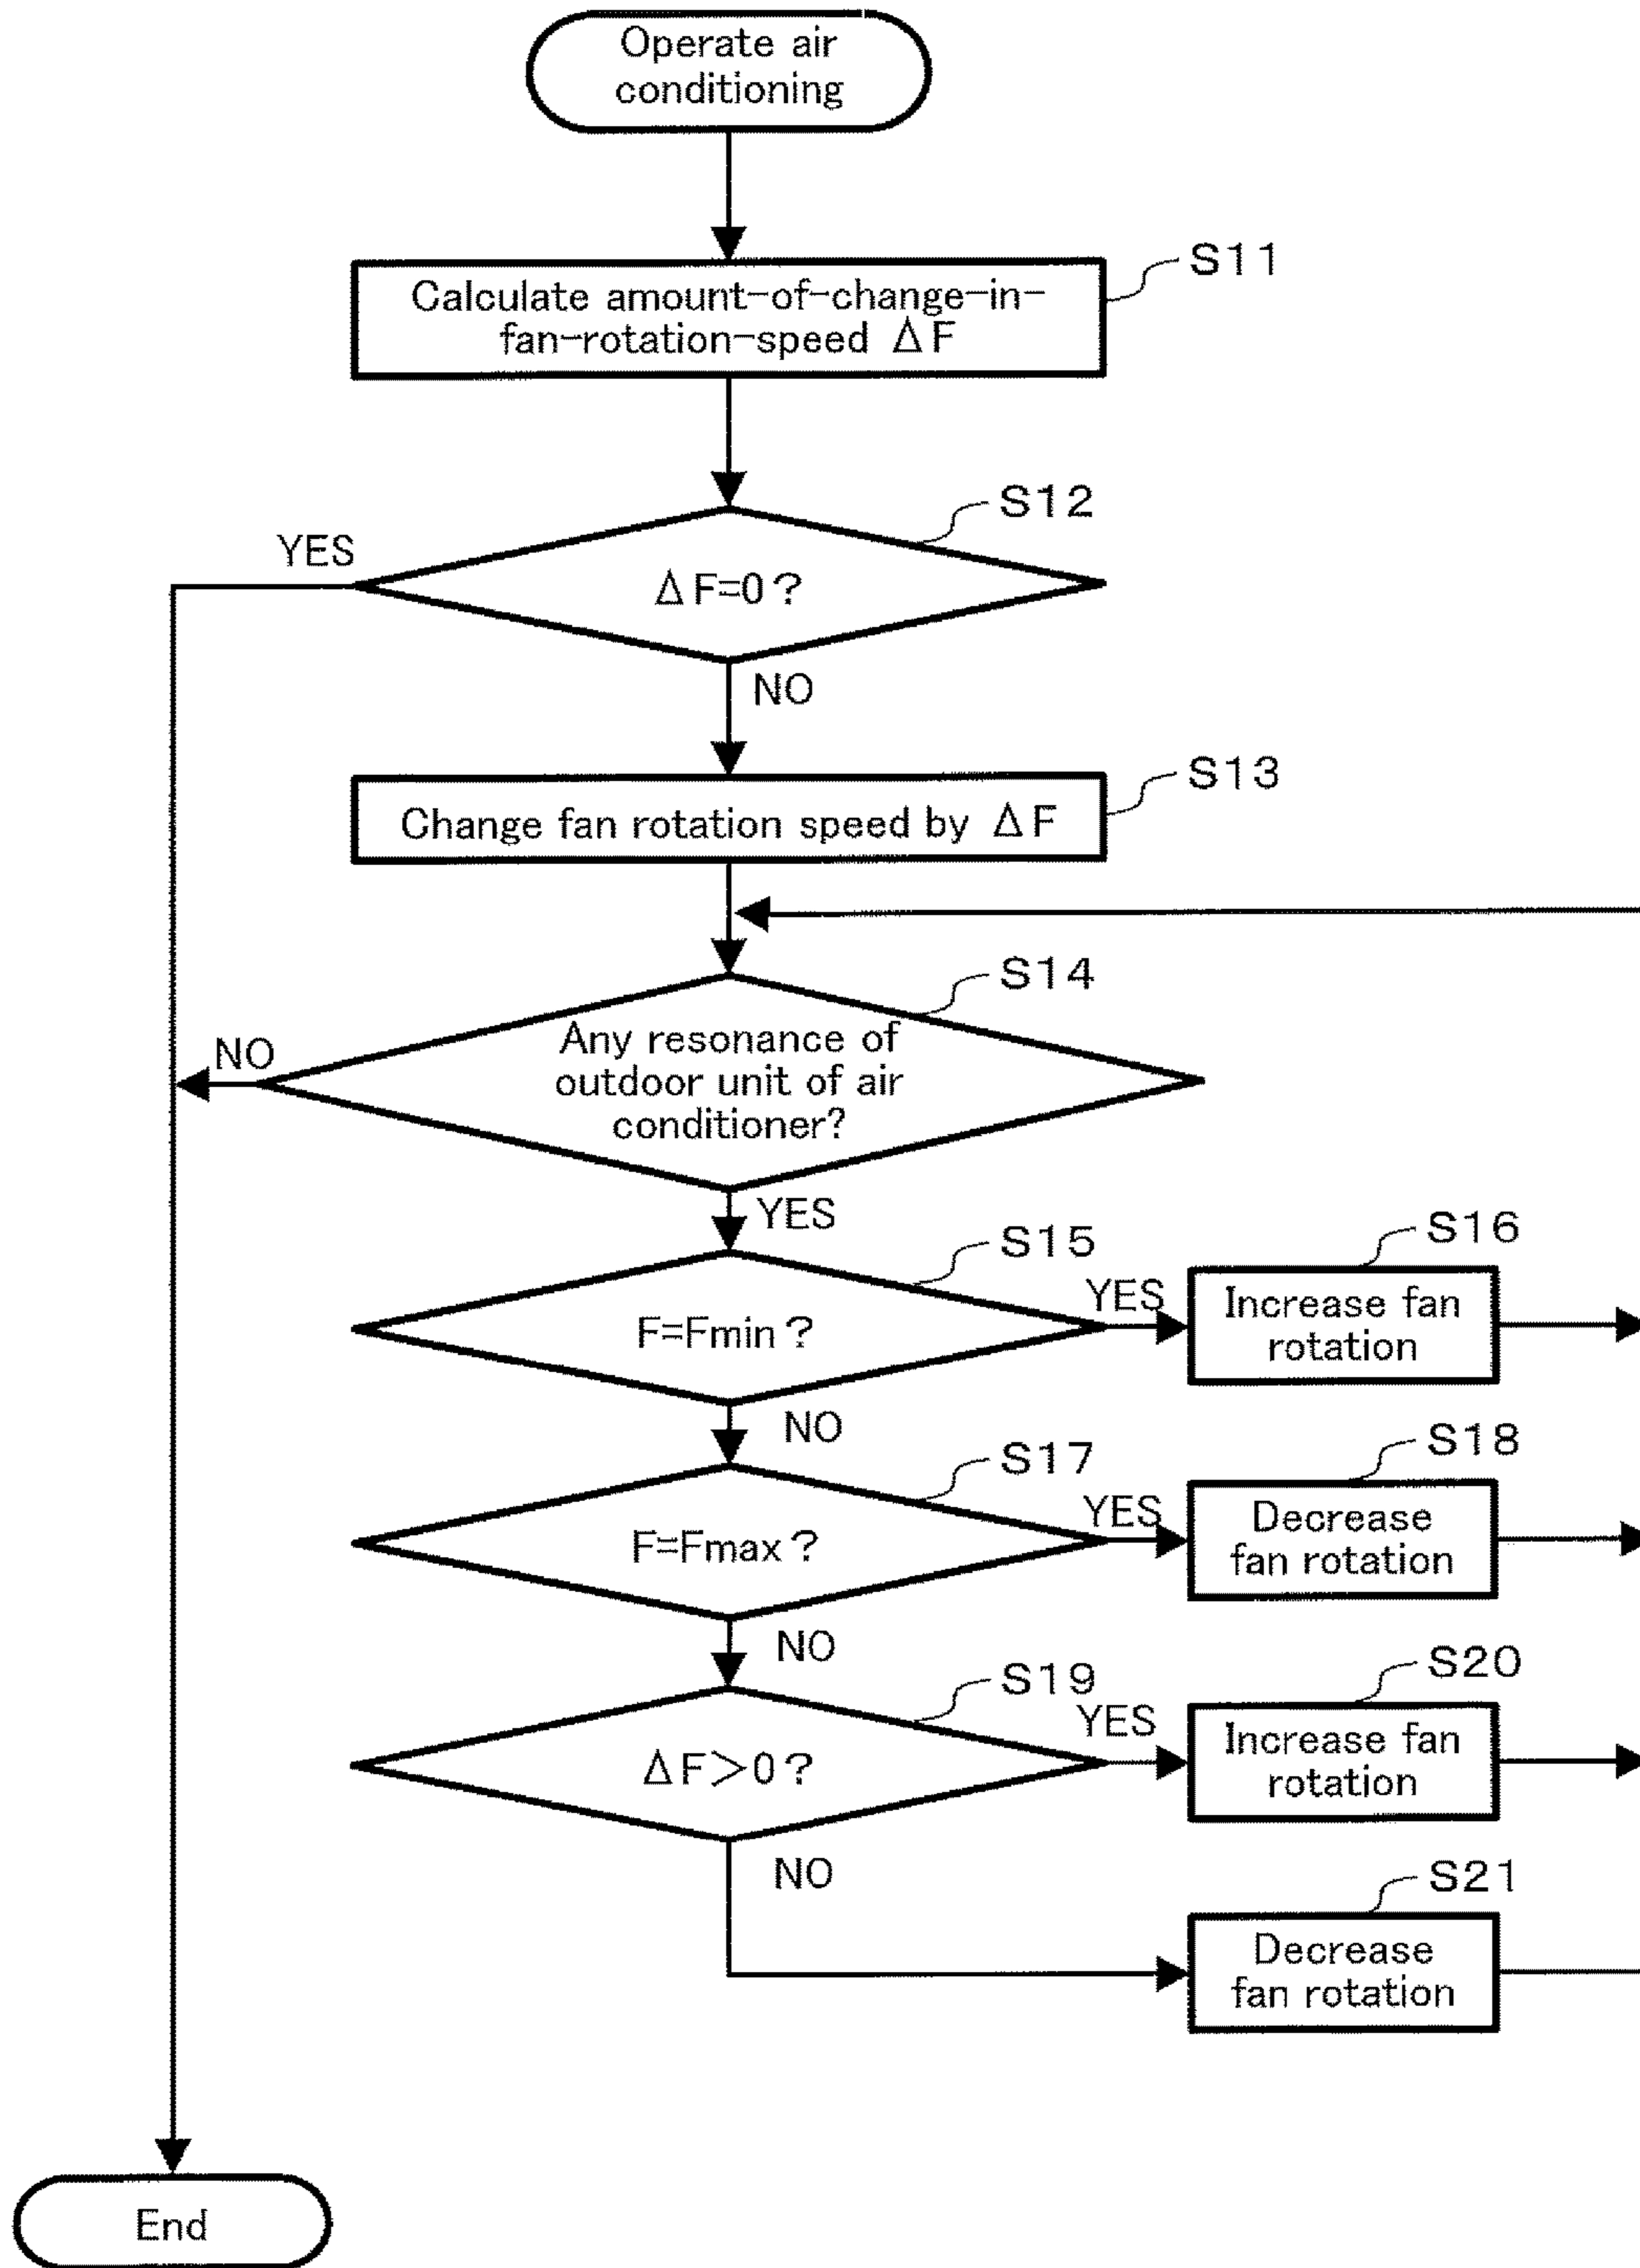 Operate air
conditioning
S11
Calculate amount-of-change-in-
fan-rotation-speed ΔF
S12
YES
ΔF=0?
NO
S13
Change fan rotation speed by ΔF
S14
NO
Any resonance of
outdoor unit of air
conditioner?
YES
S15
S16
F=Fmin?
YES
Increase fan
rotation
NO
S17
S18
F=Fmax?
YES
Decrease
fan rotation
NO
S19
S20
ΔF>0?
YES
Increase fan
rotation
NO
S21
Decrease
fan rotation
End